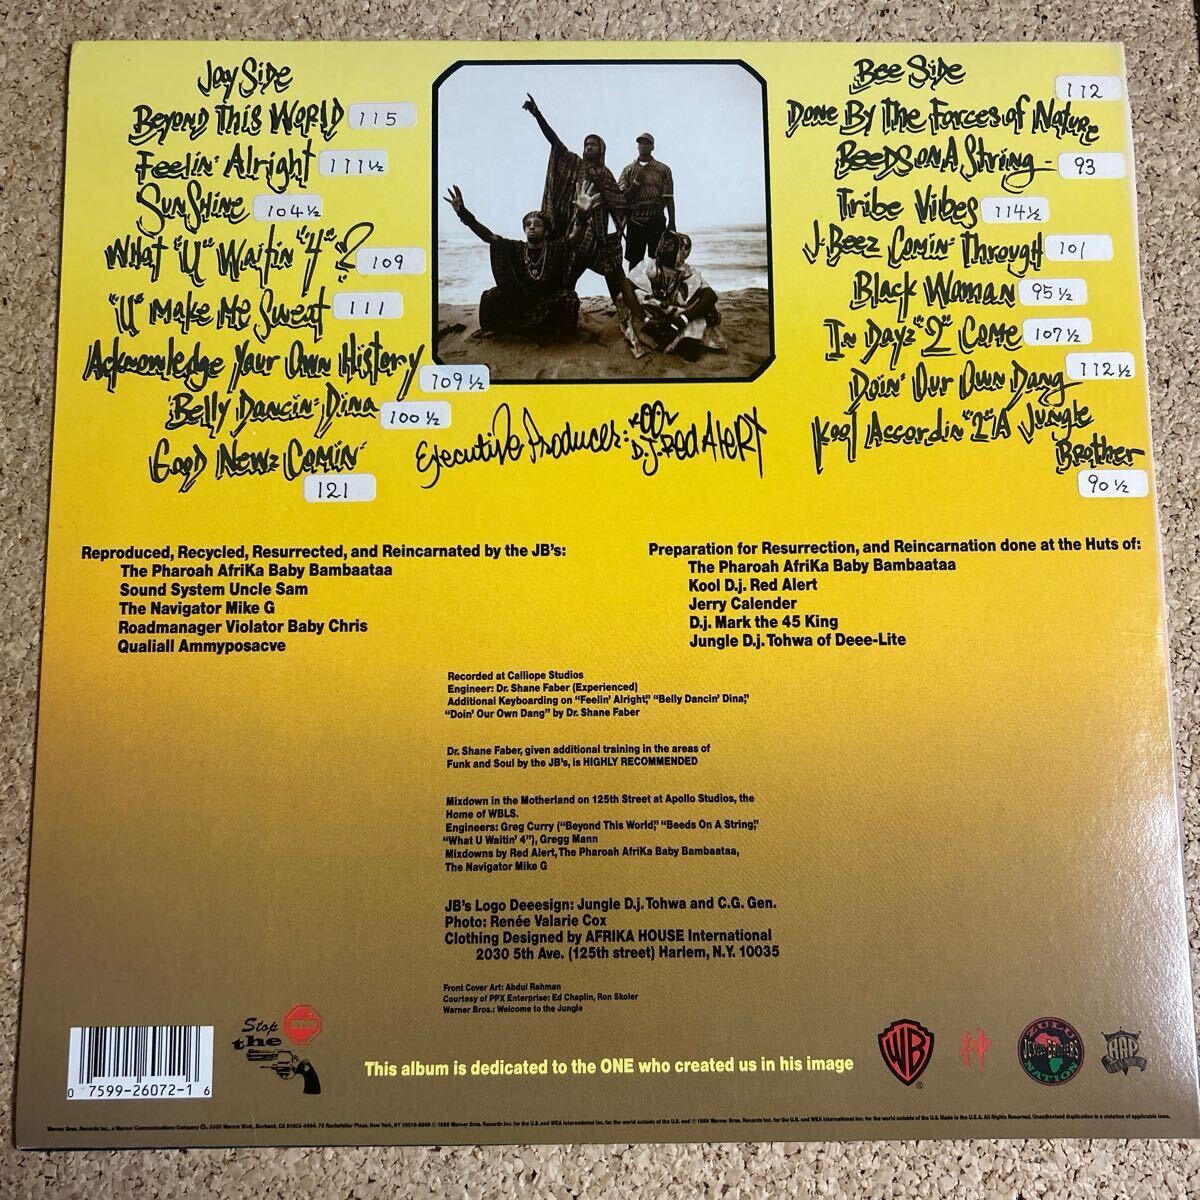 Jay Side
Beyond This World 115
Feelin' Alright 111½
Sunshine 104½
What "U" Waitin "4"? 109
"U" Make Me Sweat 111
Acknowledge Your Own History 109½
Belly Dancin' Dina 100½
Good Newz Comin' 121
Executive Producer: Kool D.J. Red Alert
Bee Side
Done By The Forces of Nature 112
Beeds on A String - 93
Tribe Vibes 114½
J. Beez Comin' Through 101
Black Woman 95½
In Dayz "2" Come 107½
Doin' Our Own Dang 112½
Kool Accordin "2" A Jungle
Brother 90½
Reproduced, Recycled, Resurrected, and Reincarnated by the JB's:
The Pharoah AfriKa Baby Bambaataa
Sound System Uncle Sam
The Navigator Mike G
Roadmanager Violator Baby Chris
Qualiall Ammyposacve
Preparation for Resurrection, and Reincarnation done at the Huts of:
The Pharoah AfriKa Baby Bambaataa
Kool D.j. Red Alert
Jerry Calender
D.j. Mark the 45 King
Jungle D.j. Tohwa of Deee-Lite
Recorded at Calliope Studios
Engineer: Dr. Shane Faber (Experienced)
Additional Keyboarding on "Feelin' Alright," "Belly Dancin' Dina,"
"Doin' Our Own Dang" by Dr. Shane Faber
Dr. Shane Faber, given additional training in the areas of
Funk and Soul by the JB's, is HIGHLY RECOMMENDED
Mixdown in the Motherland on 125th Street at Apollo Studios, the
Home of WBLS.
Engineers: Greg Curry ("Beyond This World," "Beeds On A String,"
"What U Waitin' 4"), Gregg Mann
Mixdowns by Red Alert, The Pharoah AfriKa Baby Bambaataa,
The Navigator Mike G
JB's Logo Deeesign: Jungle D.j. Tohwa and C.G. Gen.
Photo: Renée Valarie Cox
Clothing Designed by AFRIKA HOUSE International
2030 5th Ave. (125th street) Harlem, N.Y. 10035
Front Cover Art: Abdul Rahman
Courtesy of PPX Enterprise: Ed Chaplin, Ron Skoler
Warner Bros.: Welcome to the Jungle
Stop
the
0 7599-26072-1 6
This album is dedicated to the ONE who created us in his image
WB
®
神
ZULU
JUNGLE BROTHERS
NATION
RAP